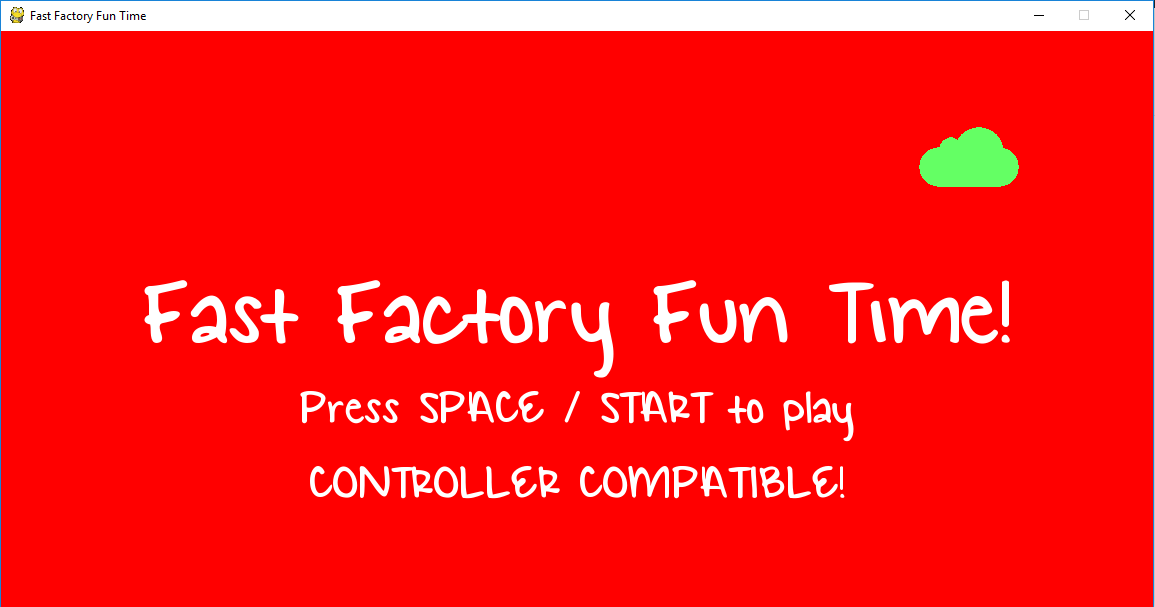 Fast Factory Fun Time
Fast Factory Fun Time!
Press SPACE / START to play
CONTROLLER COMPATIBLE!